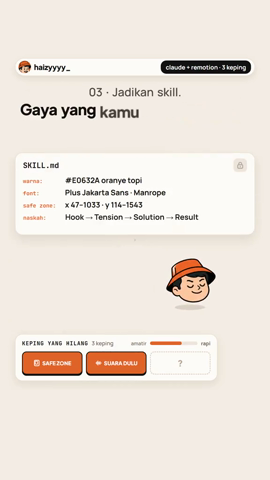 haizyyyy_
claude + remotion · 3 keping
03 · Jadikan skill.
Gaya yang kamu
SKILL.md
warna: #E0632A oranye topi
font: Plus Jakarta Sans · Manrope
safe zone: x 47–1033 · y 114–1543
naskah: Hook → Tension → Solution → Result
KEPING YANG HILANG 3 keping
amatir rapi
SAFE ZONE
SUARA DULU
?